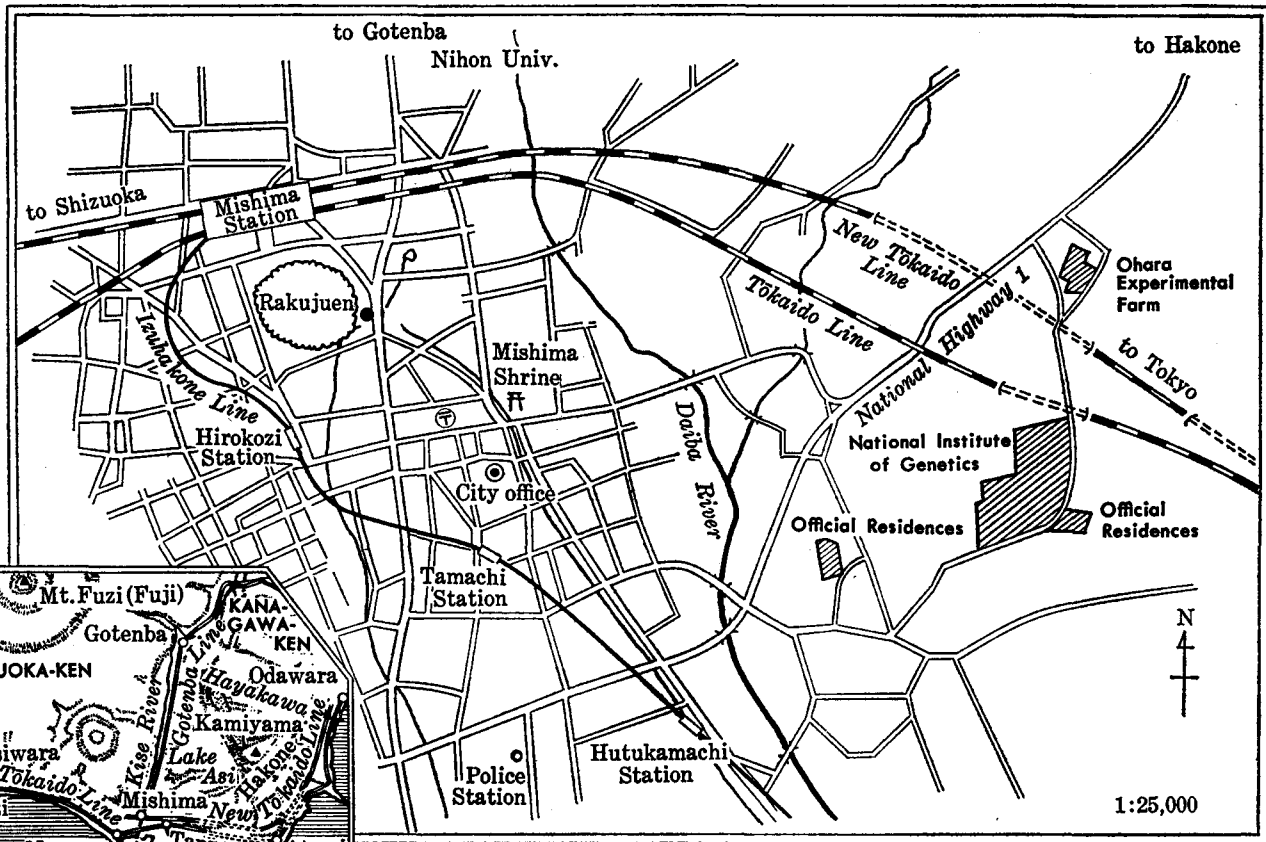 to Gotenba
Nihon Univ.
to Hakone
to Shizuoka
Mishima
Station
New Tōkaido
Line
Ohara
Experimental
Farm
Rakujuen
Tōkaido Line
National Highway 1
Izuhakone Line
Mishima
Shrine
to Tokyo
Hirokozi
Station
〒
Daiba
River
National Institute
of Genetics
City office
Official Residences
Official
Residences
Tamachi
Station
N
Hutukamachi
Station
Police
Station
1:25,000
Mt. Fuzi (Fuji)
KANA-
GAWA-
KEN
Gotenba
Gotenba Line
JOKA-KEN
Hayakawa
Odawara
Kise River
Kamiyama
Lake
Asi
Hakone
iwara
Tōkaido Line
Mishima
New Tōkaido Line